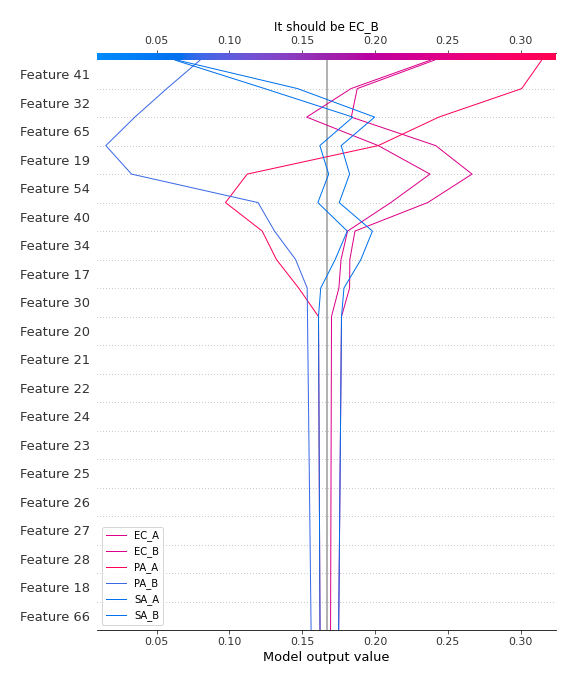 It should be EC_B
0.05 0.10 0.15 0.20 0.25 0.30
Feature 41
Feature 32
Feature 65
Feature 19
Feature 54
Feature 40
Feature 34
Feature 17
Feature 30
Feature 20
Feature 21
Feature 22
Feature 24
Feature 23
Feature 25
Feature 26
Feature 27
Feature 28
Feature 18
Feature 66
EC_A
EC_B
PA_A
PA_B
SA_A
SA_B
0.05 0.10 0.15 0.20 0.25 0.30
Model output value